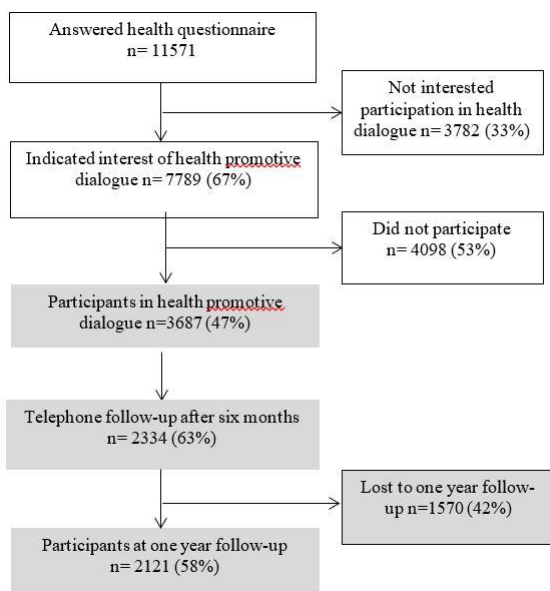 Answered health questionnaire
n= 11571
Not interested
participation in health
dialogue n= 3782 (33%)
Indicated interest of health promotive
dialogue n= 7789 (67%)
Did not participate
n= 4098 (53%)
Participants in health promotive
dialogue n=3687 (47%)
Telephone follow-up after six months
n= 2334 (63%)
Lost to one year follow-
up n=1570 (42%)
Participants at one year follow-up
n= 2121 (58%)